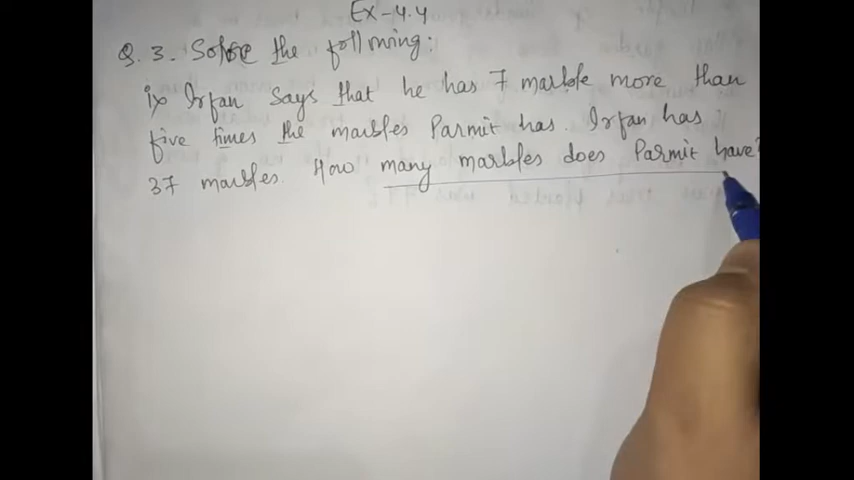 Ex-4.4
Q. 3. Solve the following:
i) Irfan says that he has 7 marble more than
five times the marbles Parmit has. Irfan has
37 marbles. How many marbles does Parmit have?